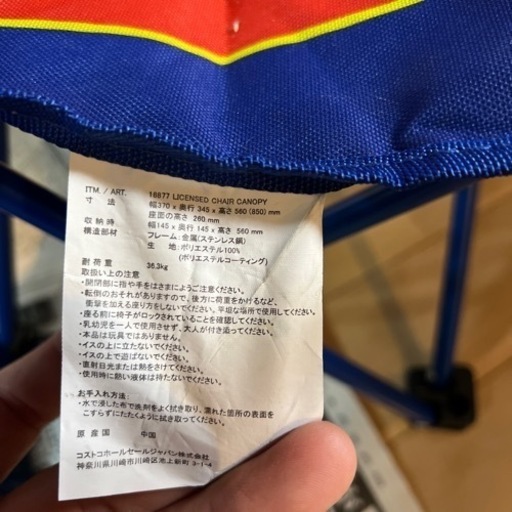 ITM. / ART. 18877 LICENSED CHAIR CANOPY
寸 法 幅370 x 奥行 345 x 高さ 560 (850) mm
座面の高さ 260 mm
収納時 幅145 x 奥行 145 x 高さ 560 mm
構造部材 フレーム: 金属(ステンレス鋼)
生 地: ポリエステル100%
(ポリエステルコーティング)
耐荷重 36.3kg
取扱い上の注意
・開閉部に指や手をはさまにようご注意ください。
・転倒のおそれがありますので、後方に荷重をかけるなど、
衝撃を加える座り方をしないでください。平坦な場所で使用してください。
・座る前に椅子がロックされていることを確認してください。
・乳幼児を一人で使用させず、大人が付き添ってください。
・本品は玩具ではありません。
・イスの上に立たないでください。
・イスの上で遊ばないでください。
・直射日光または熱をさけてください。
・使用時に熱い液体は持たないでください。
お手入れ方法:
・水で浸した布で洗剤をよく拭き取り、濡れた箇所の表面を
こすらずにたたくように拭き取ってください。
原産国 中国
コストコホールセールジャパン株式会社
神奈川県川崎市川崎区池上新町 3-1-4